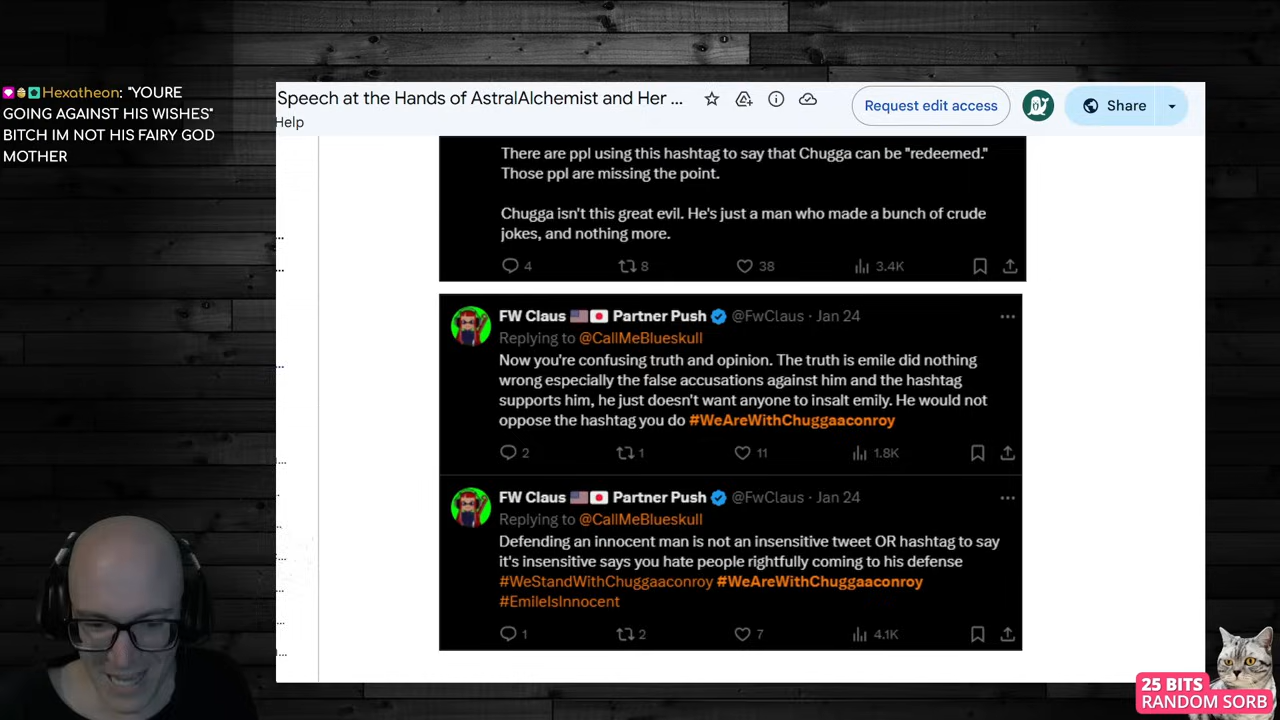 Hexatheon: "YOURE
GOING AGAINST HIS WISHES"
BITCH IM NOT HIS FAIRY GOD
MOTHER
Speech at the Hands of AstralAlchemist and Her ...
Request edit access
Share
Help
There are ppl using this hashtag to say that Chugga can be "redeemed."
Those ppl are missing the point.
Chugga isn't this great evil. He's just a man who made a bunch of crude
jokes, and nothing more.
4 8 38 3.4K
FW Claus Partner Push @FwClaus · Jan 24
Replying to @CallMeBlueskull
Now you're confusing truth and opinion. The truth is emile did nothing
wrong especially the false accusations against him and the hashtag
supports him, he just doesn't want anyone to insalt emily. He would not
oppose the hashtag you do #WeAreWithChuggaaconroy
2 1 11 1.8K
FW Claus Partner Push @FwClaus · Jan 24
Replying to @CallMeBlueskull
Defending an innocent man is not an insensitive tweet OR hashtag to say
it's insensitive says you hate people rightfully coming to his defense
#WeStandWithChuggaaconroy #WeAreWithChuggaaconroy
#EmileIsInnocent
1 2 7 4.1K
25 BITS
RANDOM SORB